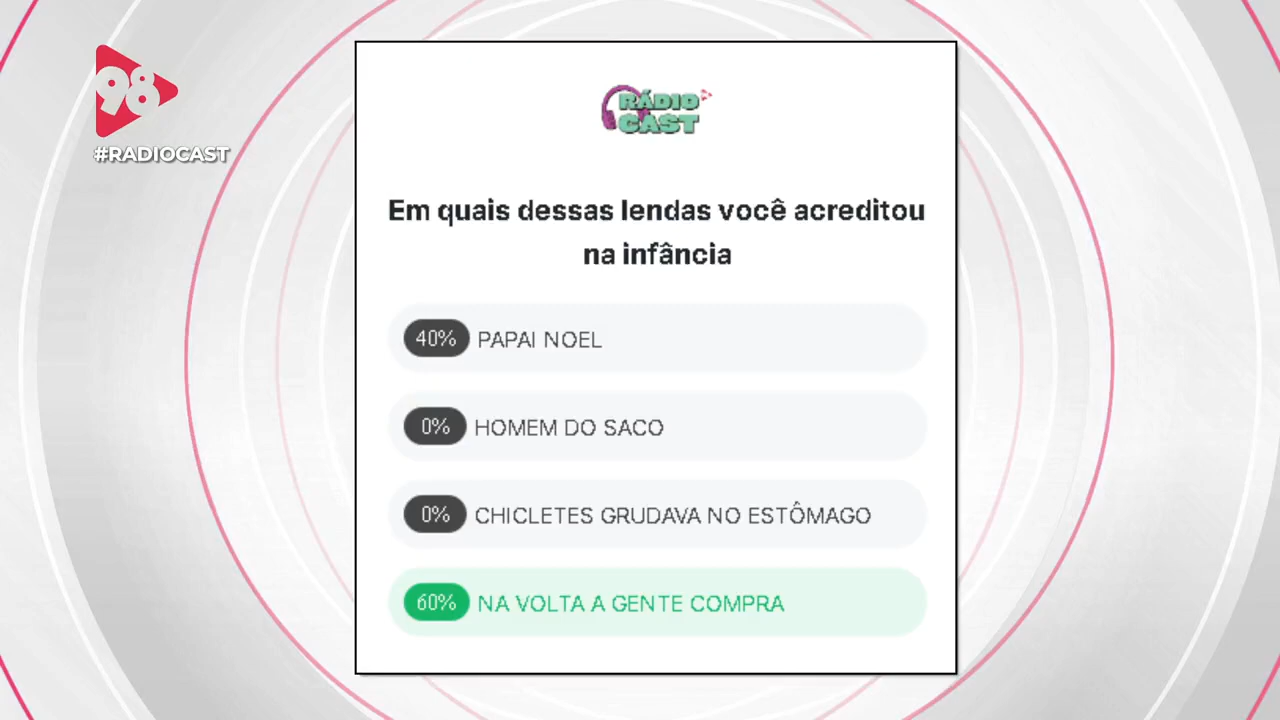 98
#RADIOCAST
RÁDIO
CAST
Em quais dessas lendas você acreditou
na infância
40% PAPAI NOEL
0% HOMEM DO SACO
0% CHICLETES GRUDAVA NO ESTÔMAGO
60% NA VOLTA A GENTE COMPRA